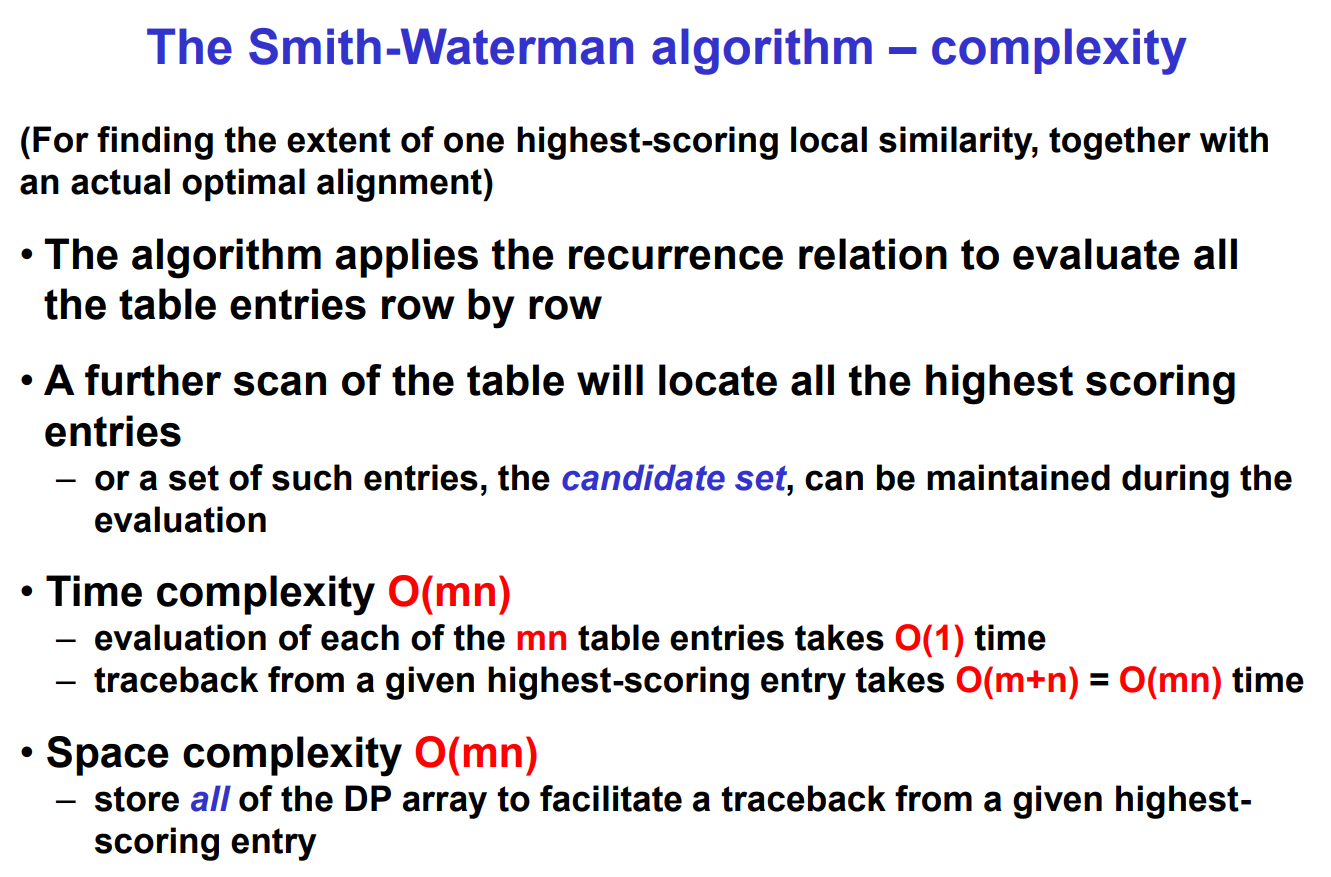 The Smith-Waterman algorithm – complexity
(For finding the extent of one highest-scoring local similarity, together with
an actual optimal alignment)
• The algorithm applies the recurrence relation to evaluate all
the table entries row by row
• A further scan of the table will locate all the highest scoring
entries
– or a set of such entries, the candidate set, can be maintained during the
evaluation
• Time complexity O(mn)
– evaluation of each of the mn table entries takes O(1) time
– traceback from a given highest-scoring entry takes O(m+n) = O(mn) time
• Space complexity O(mn)
– store all of the DP array to facilitate a traceback from a given highest-
scoring entry